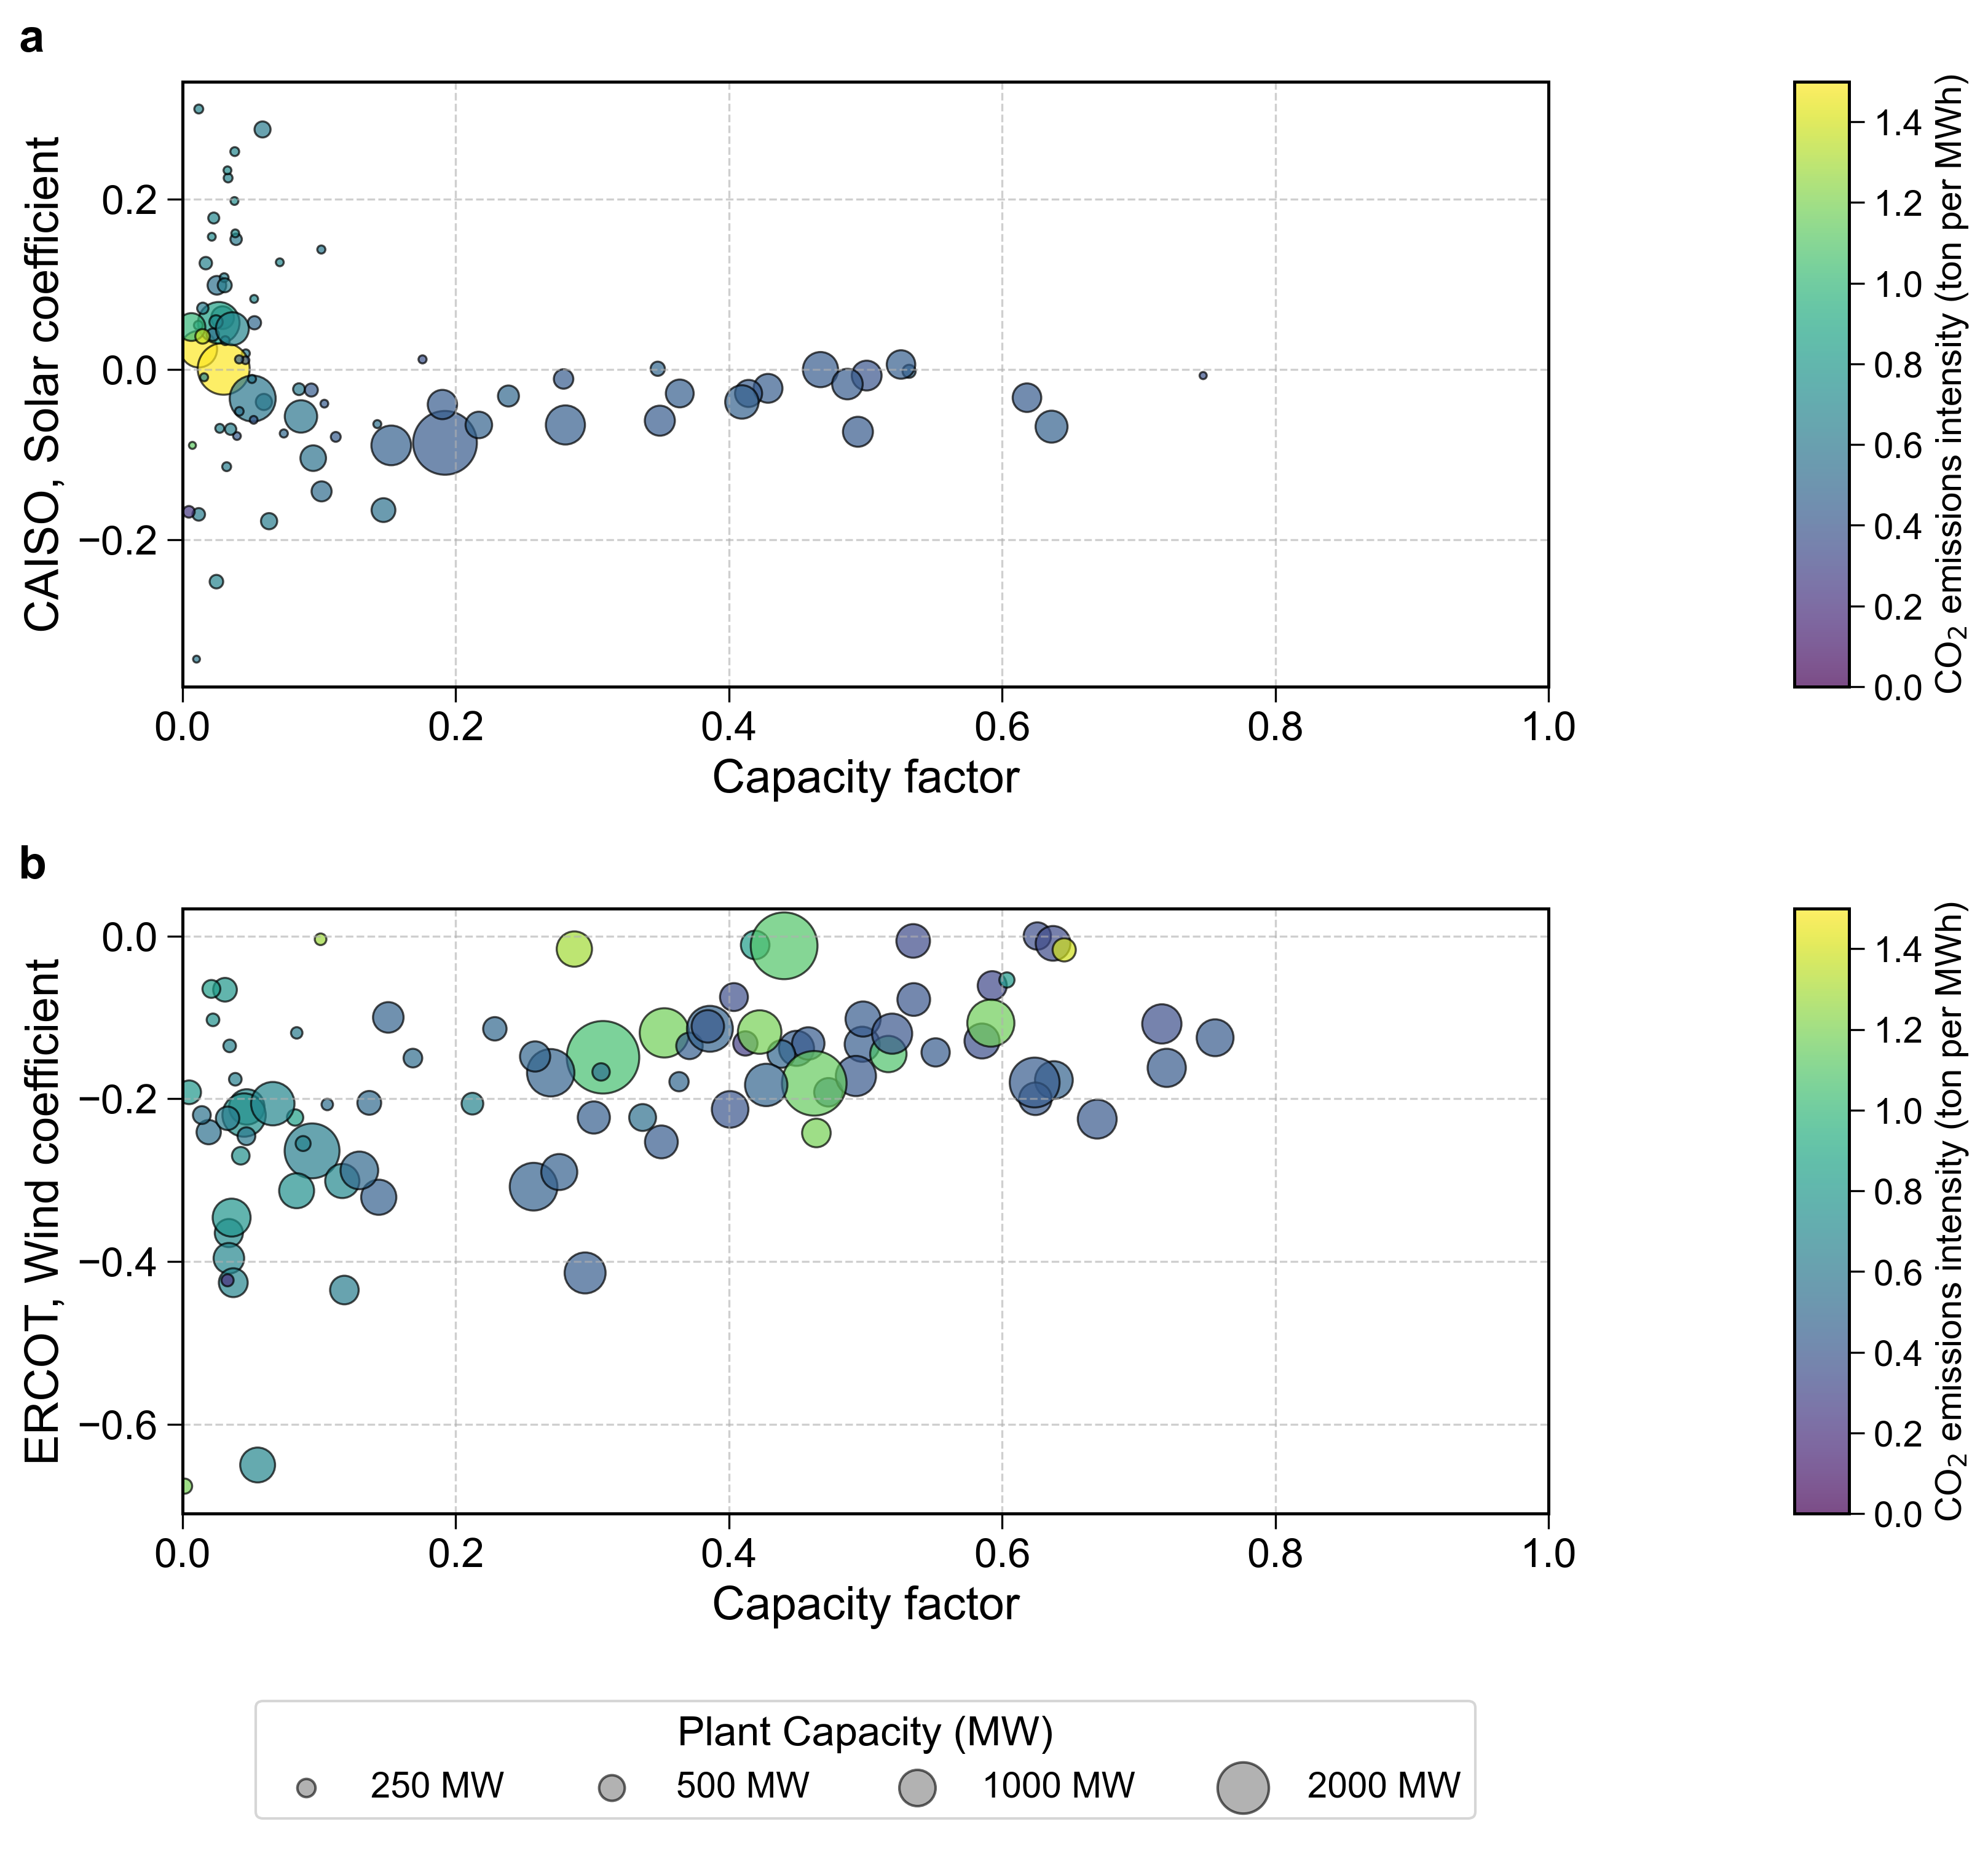 a
CAISO, Solar coefficient
0.2
0.0
−0.2
0.0 0.2 0.4 0.6 0.8 1.0
Capacity factor
1.4
1.2
1.0
0.8
0.6
0.4
0.2
0.0
CO₂ emissions intensity (ton per MWh)
b
ERCOT, Wind coefficient
0.0
−0.2
−0.4
−0.6
0.0 0.2 0.4 0.6 0.8 1.0
Capacity factor
1.4
1.2
1.0
0.8
0.6
0.4
0.2
0.0
CO₂ emissions intensity (ton per MWh)
Plant Capacity (MW)
250 MW 500 MW 1000 MW 2000 MW